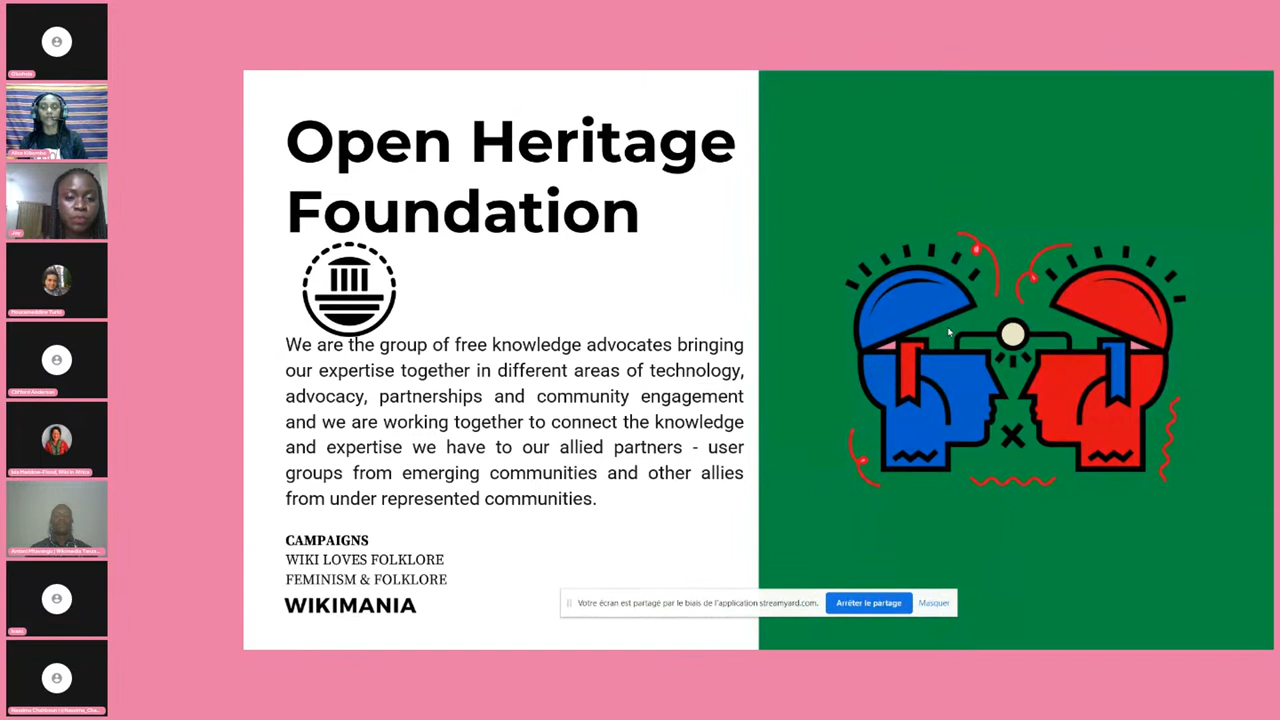 Open Heritage
Foundation
We are the group of free knowledge advocates bringing
our expertise together in different areas of technology,
advocacy, partnerships and community engagement
and we are working together to connect the knowledge
and expertise we have to our allied partners - user
groups from emerging communities and other allies
from under represented communities.
CAMPAIGNS
WIKI LOVES FOLKLORE
FEMINISM & FOLKLORE
WIKIMANIA
Votre écran est partagé par le biais de l'application streamyard.com.
Arrêter le partage
Masquer
Joy